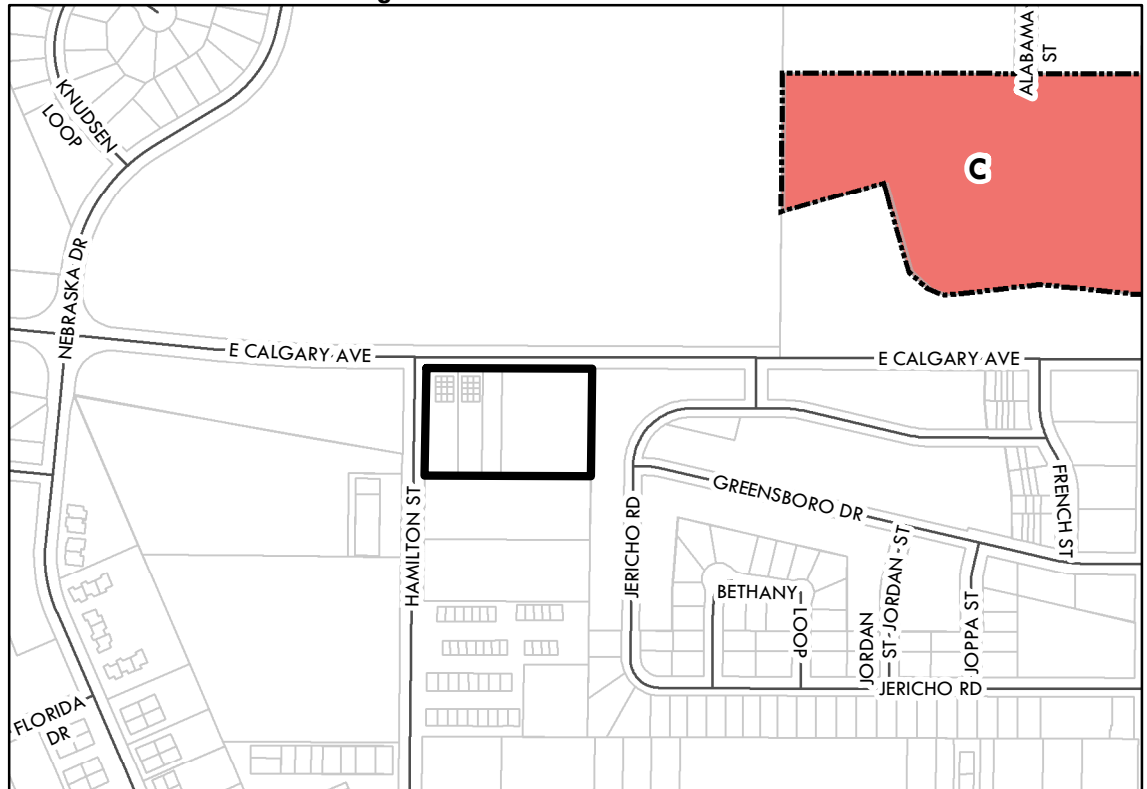 ALABAMA
ST
KNUDSEN
LOOP
C
NEBRASKA DR
E CALGARY AVE
E CALGARY AVE
HAMILTON ST
JERICHO RD
GREENSBORO DR
FRENCH ST
BETHANY
LOOP
JORDAN
ST
JORDAN ST
JOPPA ST
JERICHO RD
FLORIDA
DR